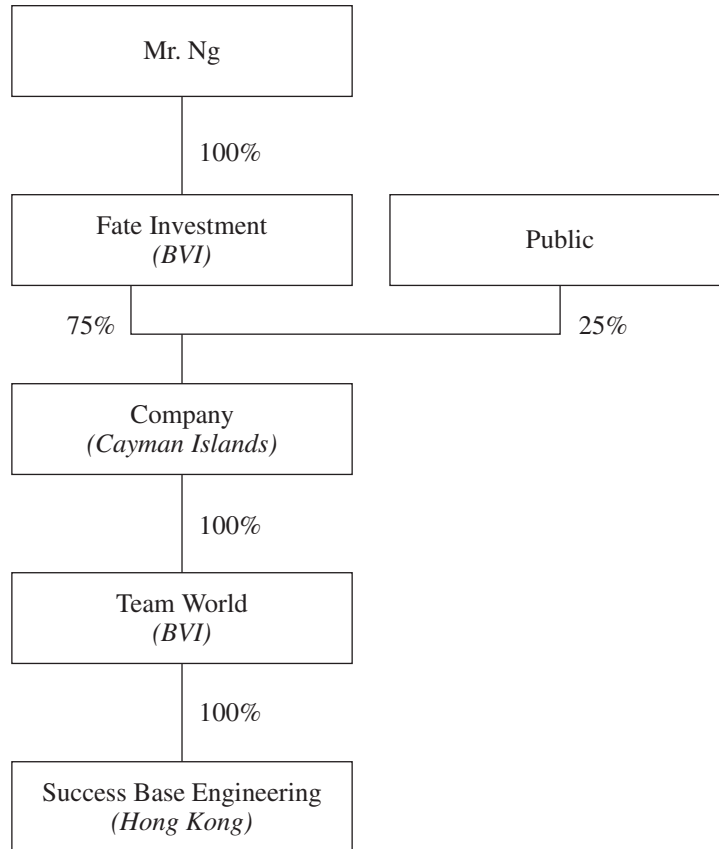 Mr. Ng
100%
Fate Investment
(BVI)
Public
75%
25%
Company
(Cayman Islands)
100%
Team World
(BVI)
100%
Success Base Engineering
(Hong Kong)